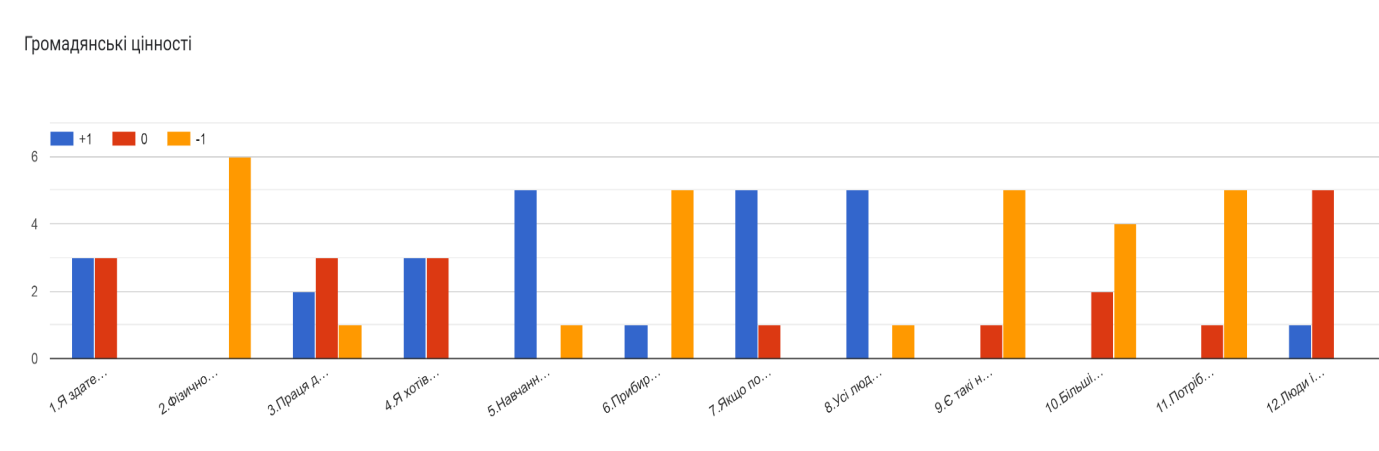 Громадянські цінності
+1 0 -1
6
4
2
0
1.Я здате…
2.Фізично…
3.Праця д…
4.Я хотів…
5.Навчанн…
6.Прибир…
7.Якщо по…
8.Усі люд…
9.Є такі н…
10.Більші…
11.Потріб…
12.Люди і…